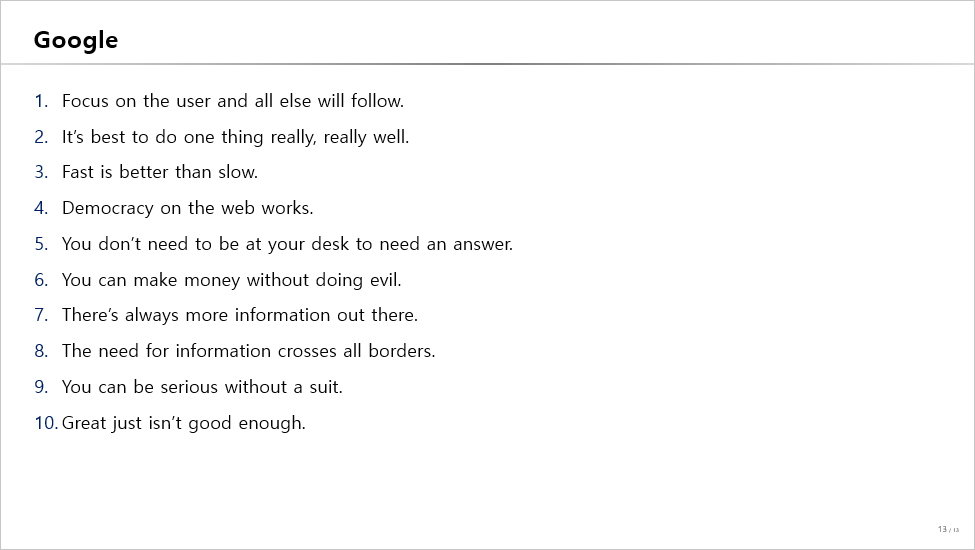 Google
1. Focus on the user and all else will follow.
2. It’s best to do one thing really, really well.
3. Fast is better than slow.
4. Democracy on the web works.
5. You don’t need to be at your desk to need an answer.
6. You can make money without doing evil.
7. There’s always more information out there.
8. The need for information crosses all borders.
9. You can be serious without a suit.
10. Great just isn’t good enough.
13 / 13